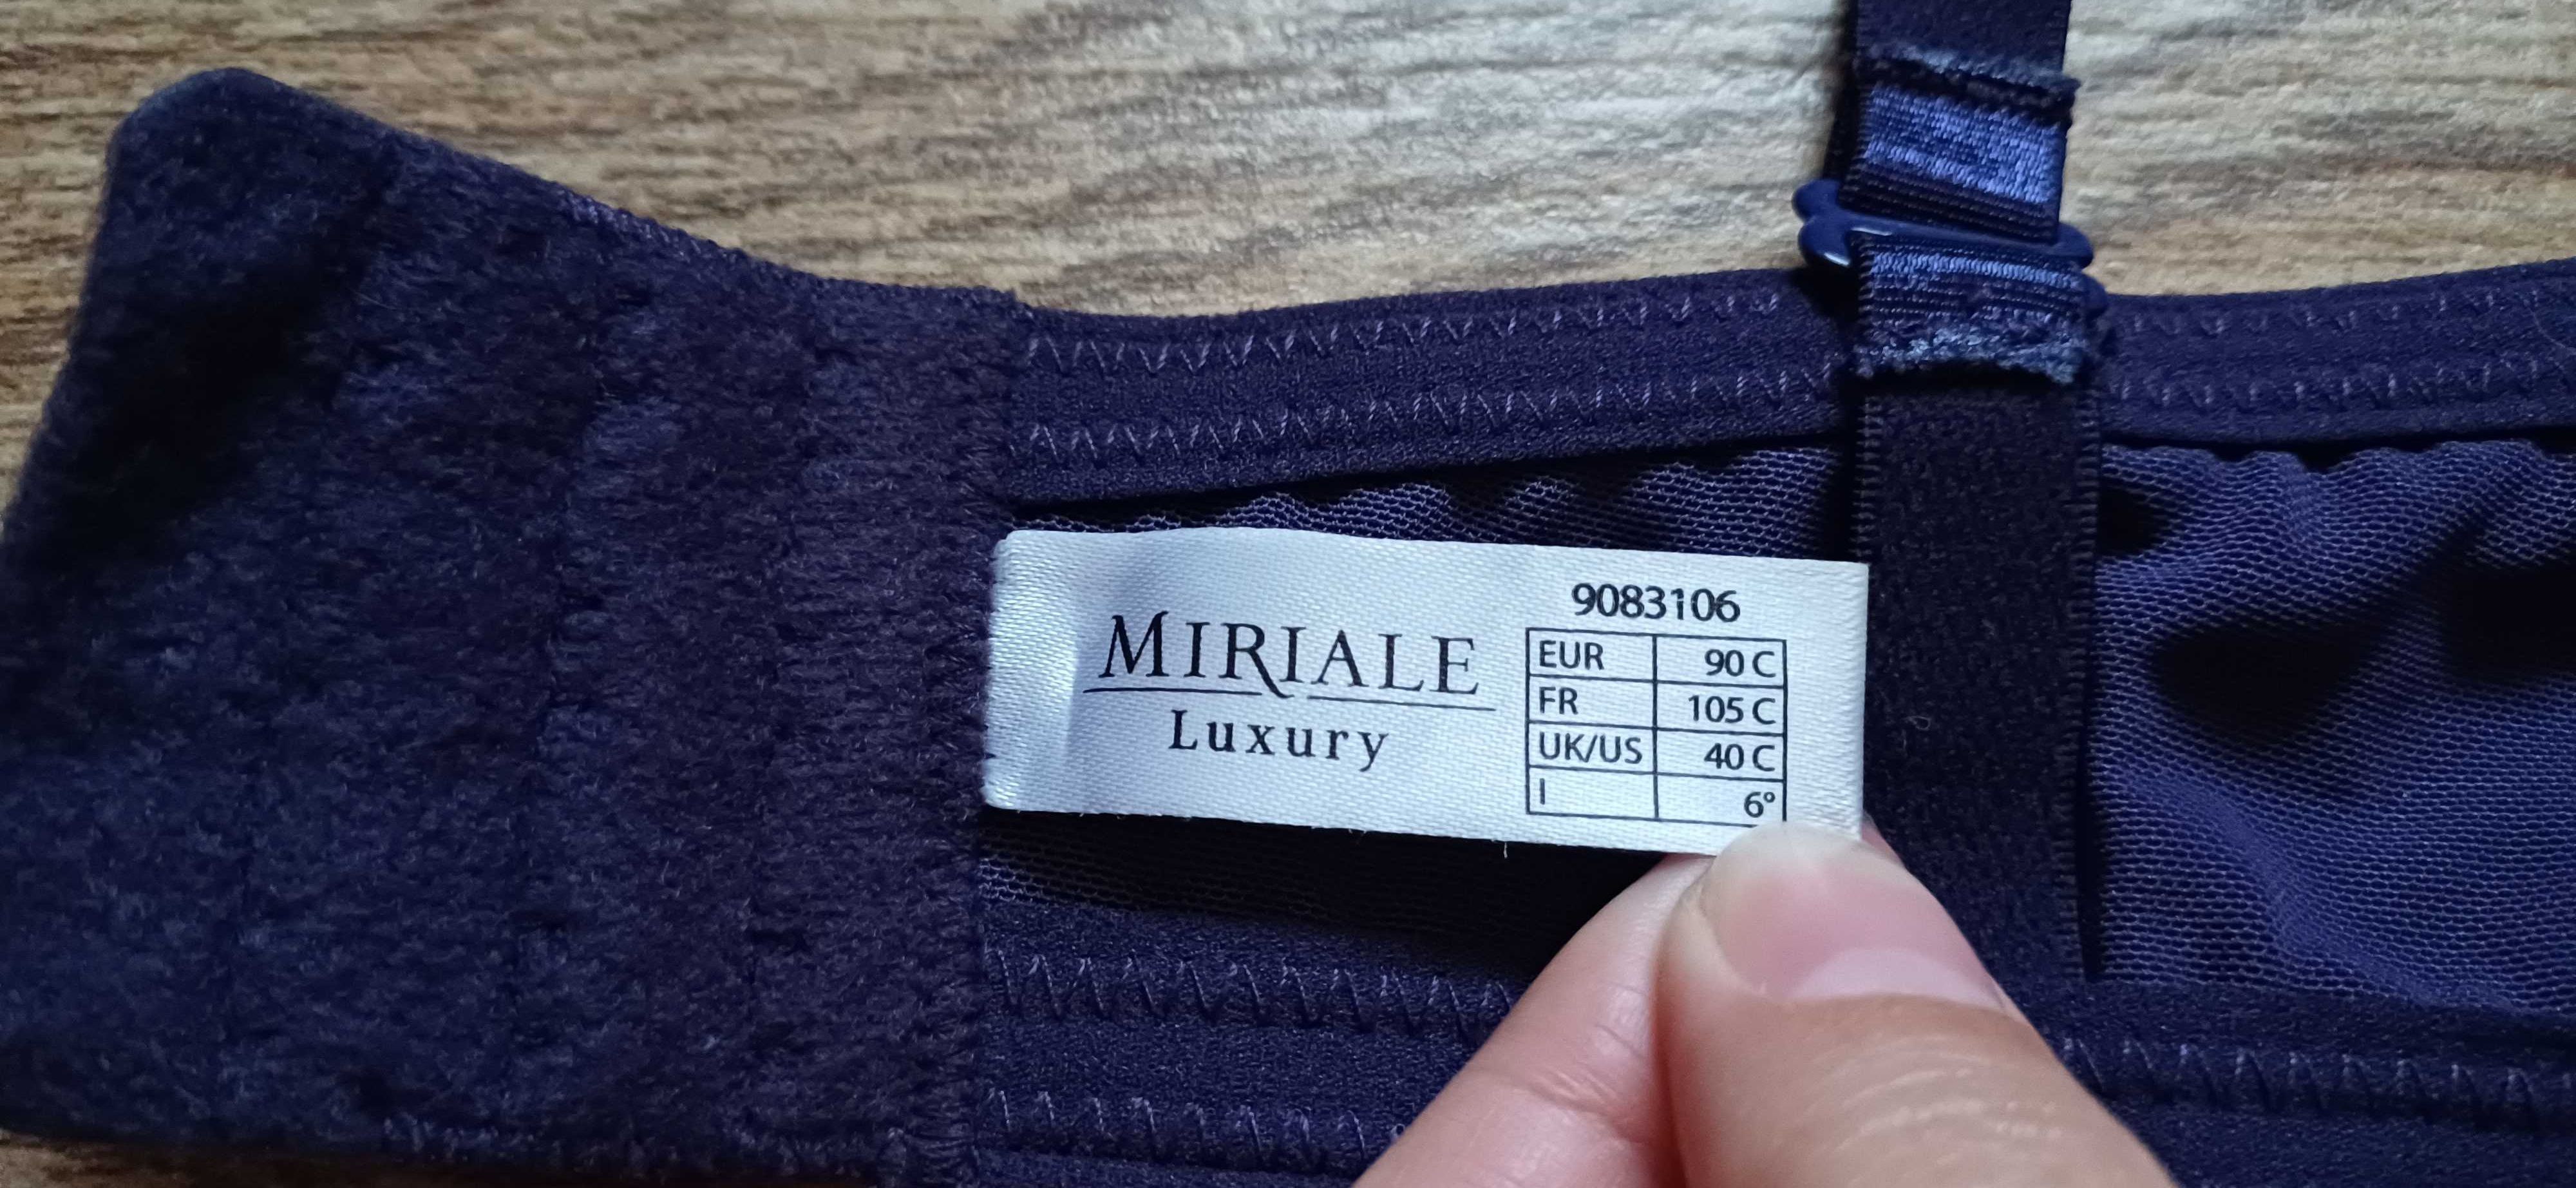 MIRIALE
Luxury
9083106
EUR 90 C
FR 105 C
UK/US 40 C
I 6°